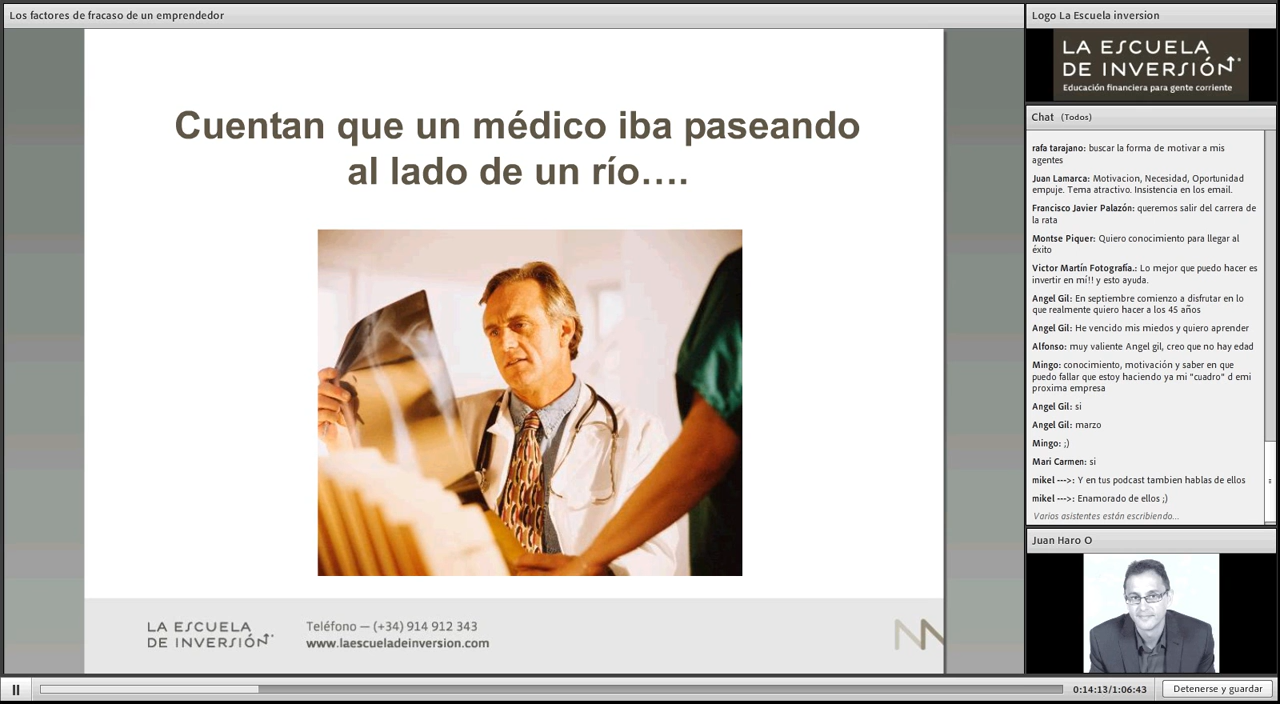 Los factores de fracaso de un emprendedor
Cuentan que un médico iba paseando
al lado de un río….
LA ESCUELA
DE INVERSIÓN
Teléfono — (+34) 914 912 343
www.laescueladeinversion.com
Logo La Escuela inversion
LA ESCUELA
DE INVERSIÓN
Educación financiera para gente corriente
Chat (Todos)
rafa tarajano: buscar la forma de motivar a mis
agentes
Juan Lamarca: Motivacion, Necesidad, Oportunidad
empuje. Tema atractivo. Insistencia en los email.
Francisco Javier Palazón: queremos salir del carrera de
la rata
Montse Piquer: Quiero conocimiento para llegar al
éxito
Victor Martín Fotografía.: Lo mejor que puedo hacer es
invertir en mí!! y esto ayuda.
Angel Gil: En septiembre comienzo a disfrutar en lo
que realmente quiero hacer a los 45 años
Angel Gil: He vencido mis miedos y quiero aprender
Alfonso: muy valiente Angel gil, creo que no hay edad
Mingo: conocimiento, motivación y saber en que
puedo fallar que estoy haciendo ya mi "cuadro" d emi
proxima empresa
Angel Gil: si
Angel Gil: marzo
Mingo: ;)
Mari Carmen: si
mikel --->: Y en tus podcast tambien hablas de ellos
mikel --->: Enamorado de ellos ;)
Varios asistentes están escribiendo...
Juan Haro O
0:14:13/1:06:43
Detenerse y guardar